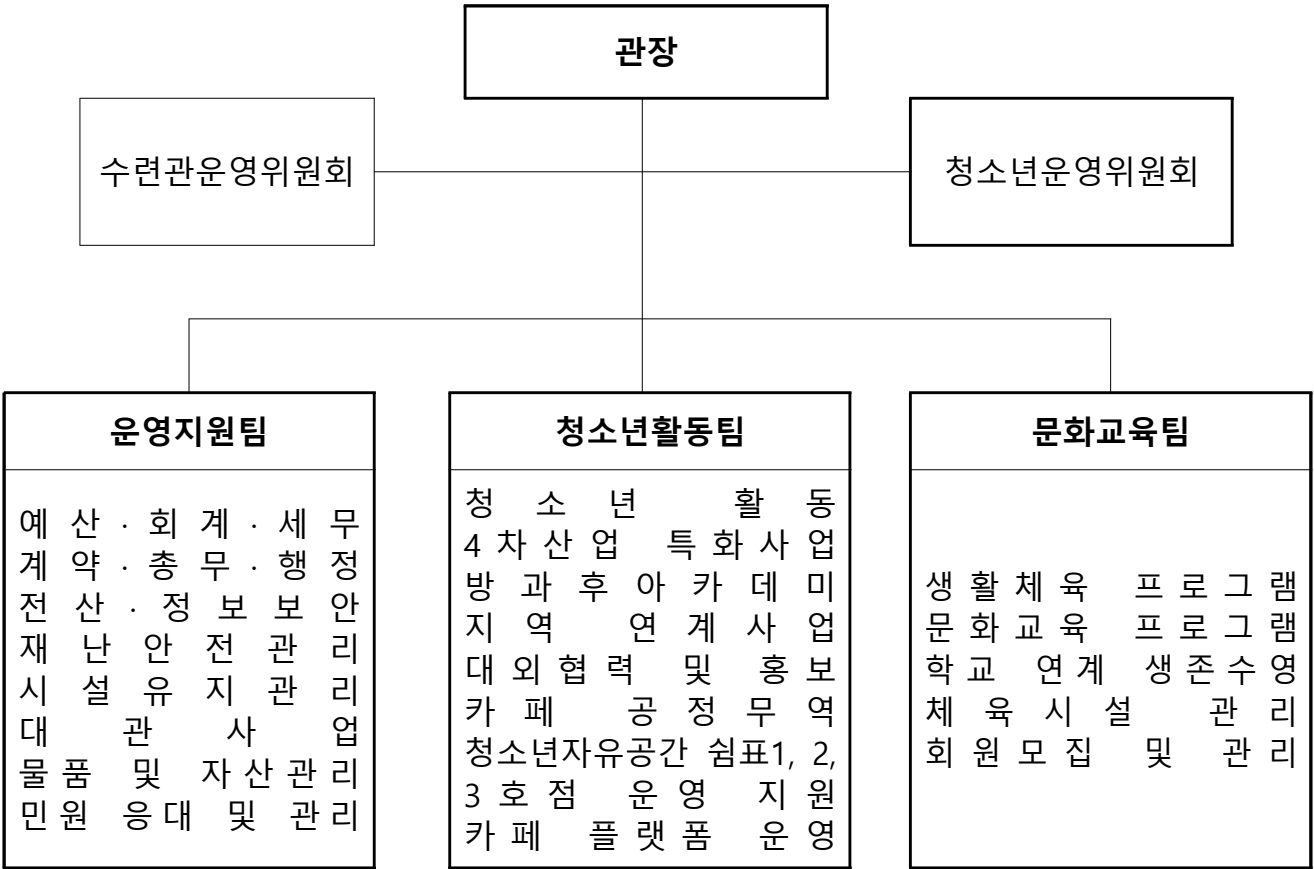 관장
수련관운영위원회
청소년운영위원회
운영지원팀
예산·회계·세무
계약·총무·행정
전산·정보보안
재난안전관리
시설유지관리
대관사업
물품 및 자산관리
민원 응대 및 관리
청소년활동팀
청소년 활동
4차산업 특화사업
방과후아카데미
지역 연계사업
대외협력 및 홍보
카페 공정무역
청소년자유공간 쉼표1, 2,
3호점 운영 지원
카페 플랫폼 운영
문화교육팀
생활체육 프로그램
문화교육 프로그램
학교 연계 생존수영
체육시설 관리
회원모집 및 관리